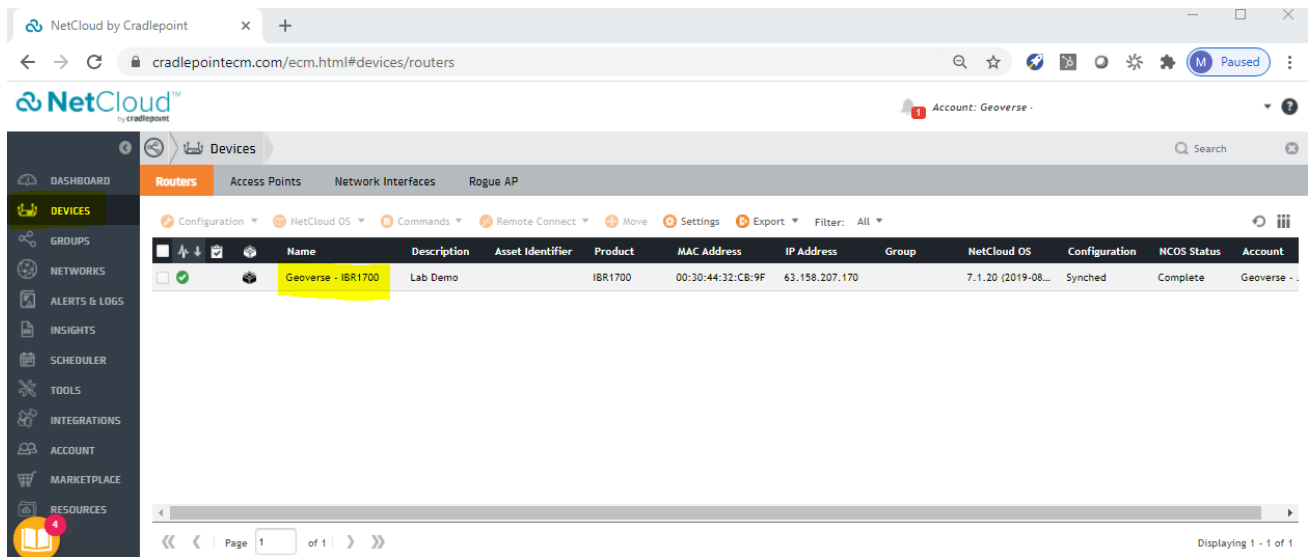 NetCloud by Cradlepoint
cradlepointecm.com/ecm.html#devices/routers
M Paused
NetCloud™
by cradlepoint
1 Account: Geoverse -
Devices
Search
DASHBOARD
DEVICES
GROUPS
NETWORKS
ALERTS & LOGS
INSIGHTS
SCHEDULER
TOOLS
INTEGRATIONS
ACCOUNT
MARKETPLACE
RESOURCES
4
Routers Access Points Network Interfaces Rogue AP
Configuration NetCloud OS Commands Remote Connect Move Settings Export Filter: All
Name Description Asset Identifier Product MAC Address IP Address Group NetCloud OS Configuration NCOS Status Account
Geoverse - IBR1700 Lab Demo IBR1700 00:30:44:32:CB:9F 63.158.207.170 7.1.20 (2019-08... Synched Complete Geoverse - .
Page 1 of 1
Displaying 1 - 1 of 1